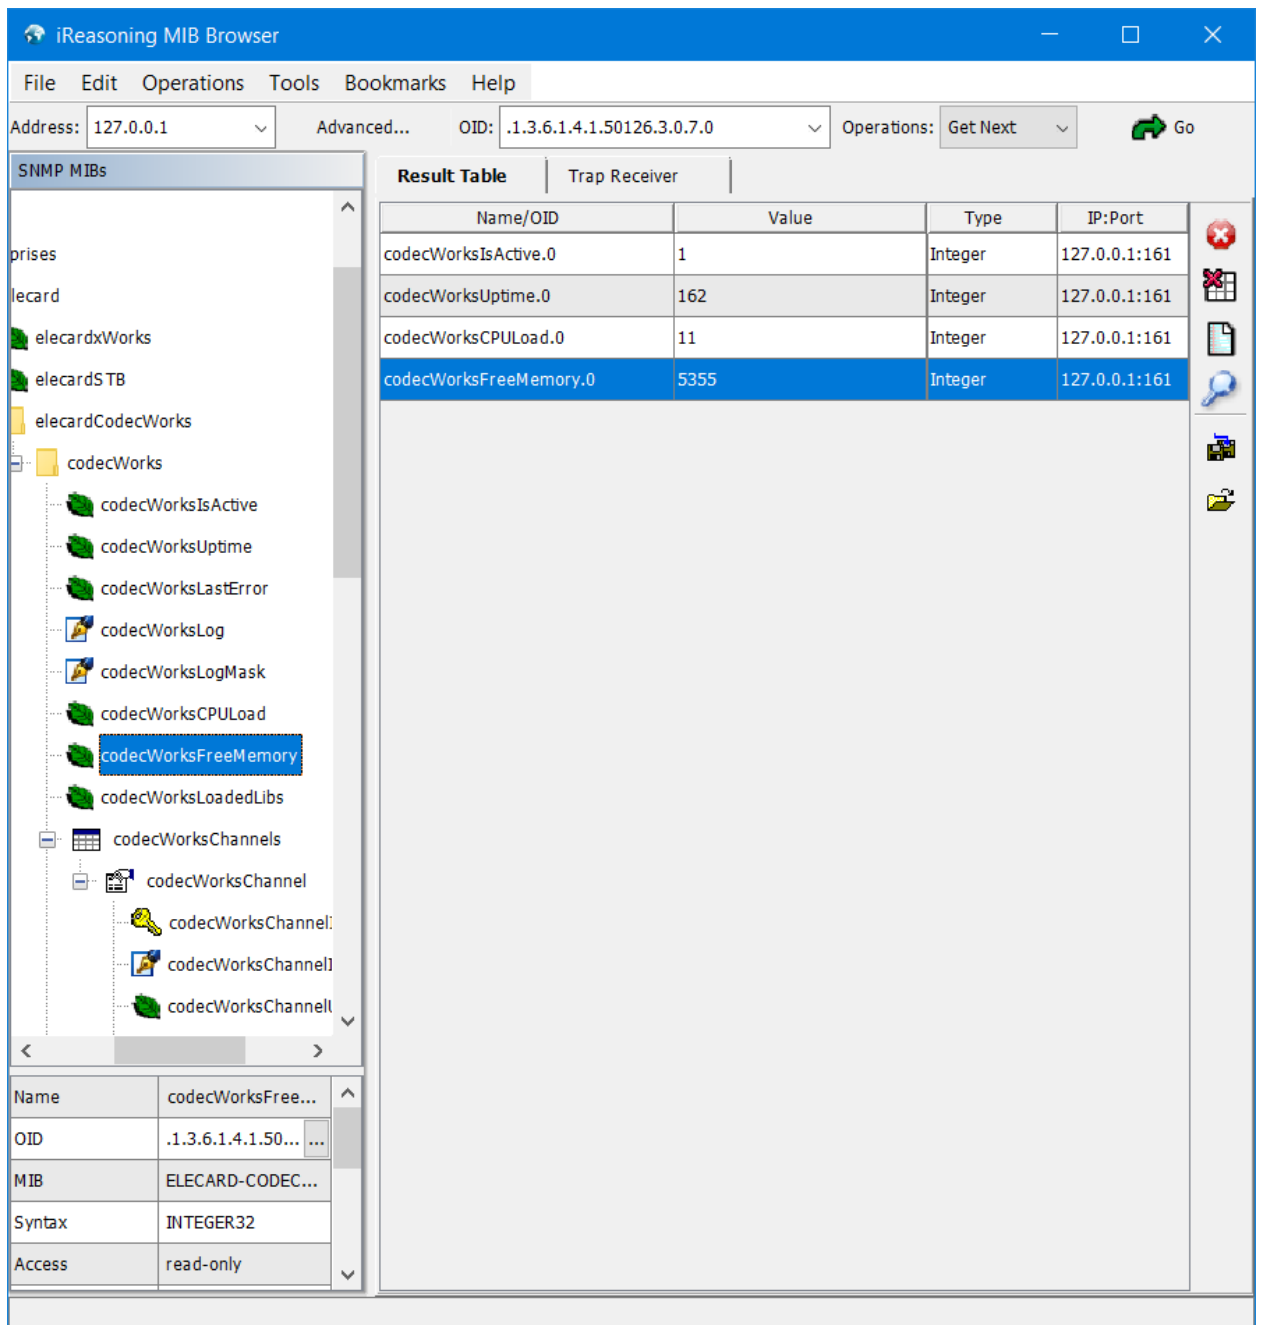 iReasoning MIB Browser
File Edit Operations Tools Bookmarks Help
Address: 127.0.0.1 Advanced... OID: .1.3.6.1.4.1.50126.3.0.7.0 Operations: Get Next Go
SNMP MIBs
prises
lecard
elecardxWorks
elecardSTB
elecardCodecWorks
codecWorks
codecWorksIsActive
codecWorksUptime
codecWorksLastError
codecWorksLog
codecWorksLogMask
codecWorksCPULoad
codecWorksFreeMemory
codecWorksLoadedLibs
codecWorksChannels
codecWorksChannel
codecWorksChannelI
codecWorksChannelI
codecWorksChannelU
Name codecWorksFree...
OID .1.3.6.1.4.1.50... ...
MIB ELECARD-CODEC...
Syntax INTEGER32
Access read-only
Result Table Trap Receiver
Name/OID Value Type IP:Port
codecWorksIsActive.0 1 Integer 127.0.0.1:161
codecWorksUptime.0 162 Integer 127.0.0.1:161
codecWorksCPULoad.0 11 Integer 127.0.0.1:161
codecWorksFreeMemory.0 5355 Integer 127.0.0.1:161